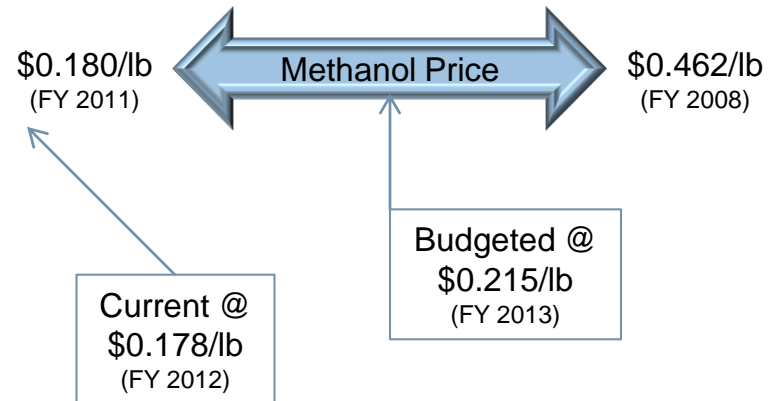 $0.180/lb
(FY 2011)
Methanol Price
$0.462/lb
(FY 2008)
Budgeted @
$0.215/lb
(FY 2013)
Current @
$0.178/lb
(FY 2012)